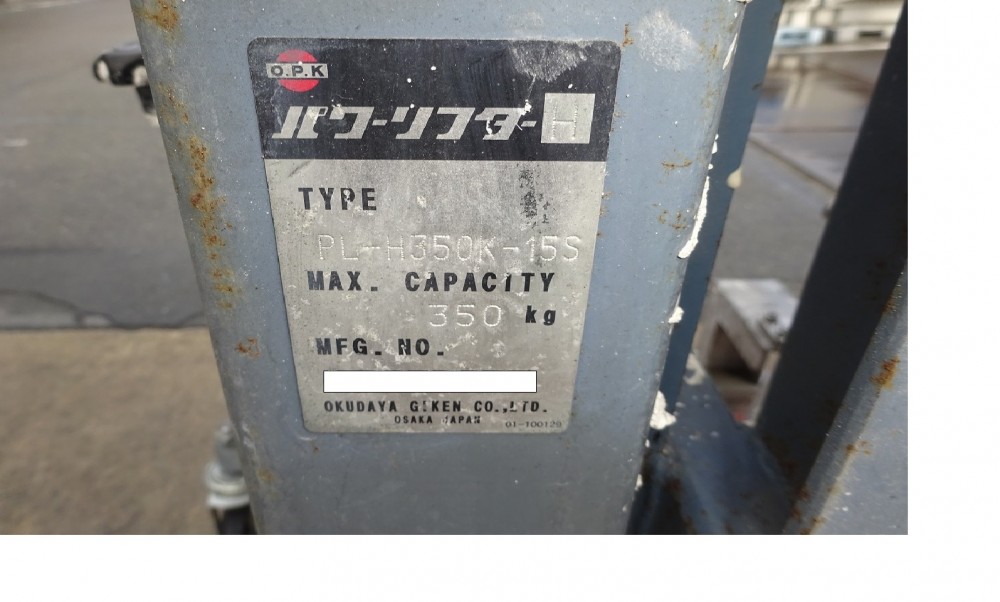 O.P.K
パワーリフターH
TYPE
PL-H350K-15S
MAX. CAPACITY
350 kg
MFG. NO.
OKUDAYA GIKEN CO.,LTD.
OSAKA JAPAN 01-100129